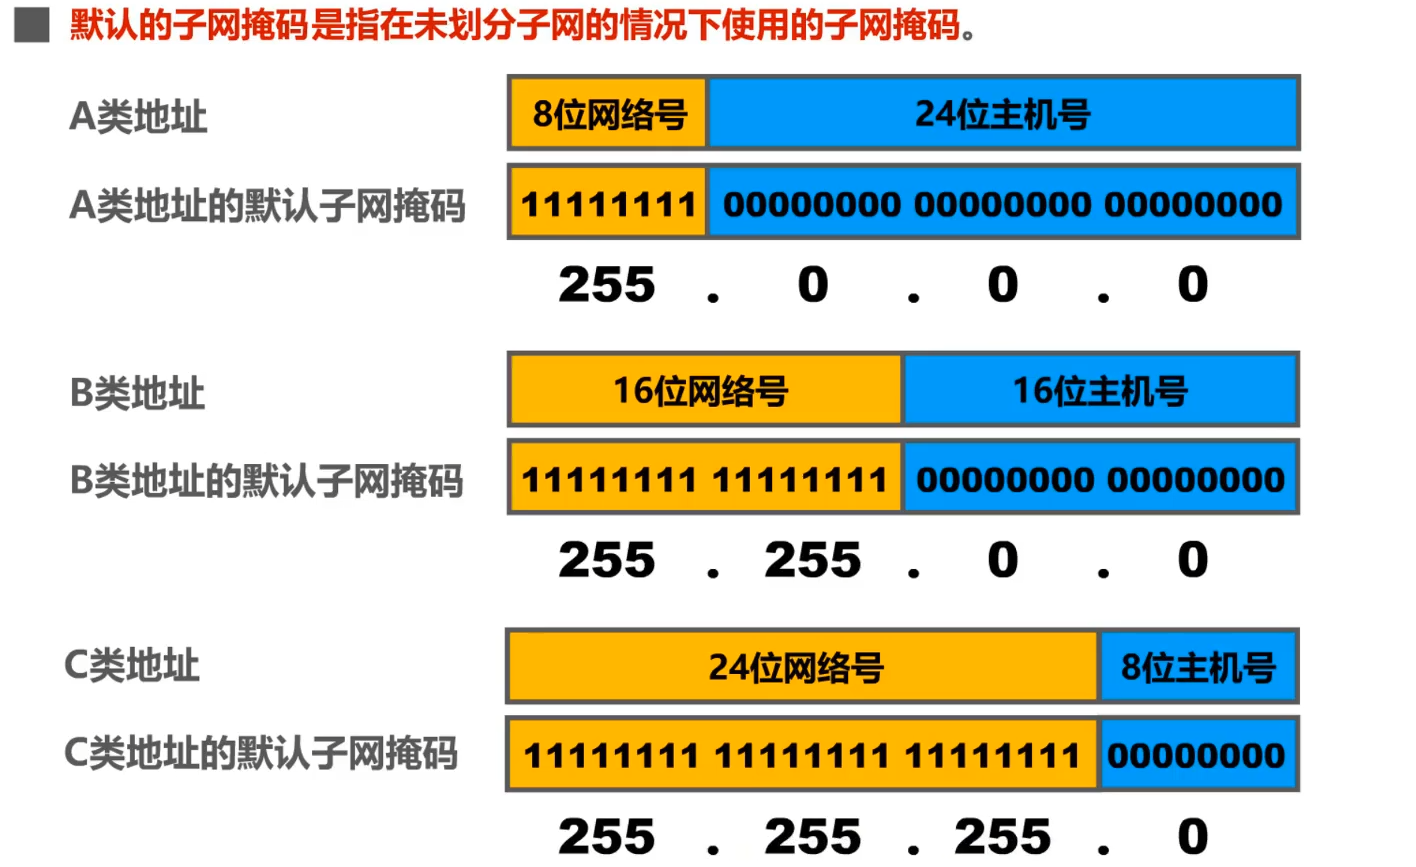 默认的子网掩码是指在未划分子网的情况下使用的子网掩码。
A类地址 8位网络号 24位主机号
A类地址的默认子网掩码 11111111 00000000 00000000 00000000
255 . 0 . 0 . 0
B类地址 16位网络号 16位主机号
B类地址的默认子网掩码 11111111 11111111 00000000 00000000
255 . 255 . 0 . 0
C类地址 24位网络号 8位主机号
C类地址的默认子网掩码 11111111 11111111 11111111 00000000
255 . 255 . 255 . 0